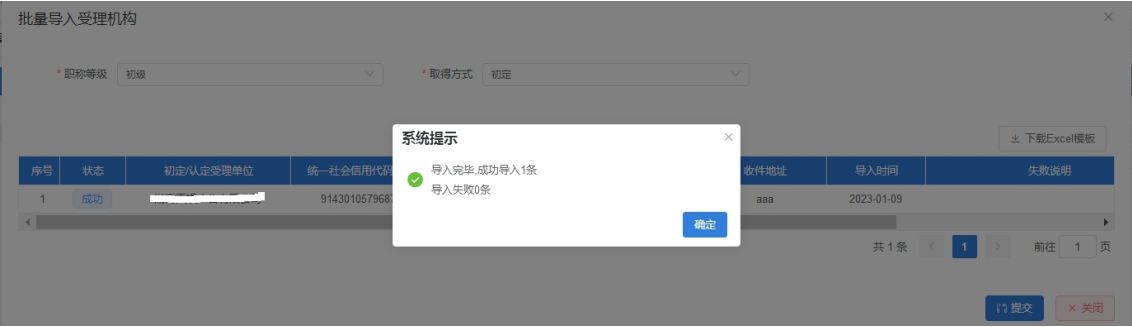 批量导入受理机构
* 职称等级 初级
* 取得方式 初定
下载Excel模板
序号 状态 初定/认定受理单位 统一社会信用代码 收件地址 导入时间 失败说明
1 成功 aaa 2023-01-09
系统提示
导入完毕,成功导入1条
导入失败0条
确定
共 1 条 1 前往 1 页
提交 关闭